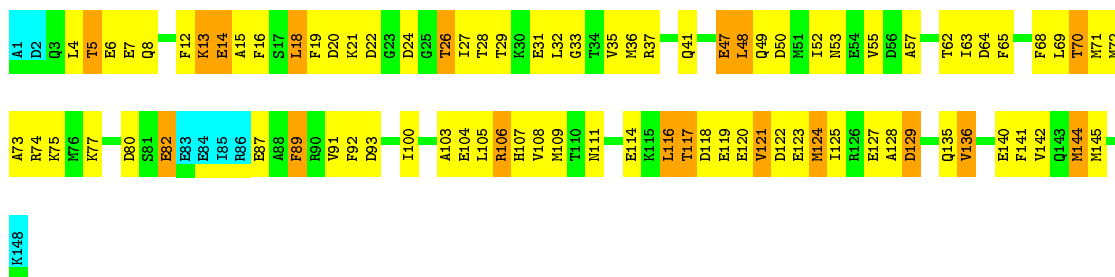 A1 D2 Q3 L4 T5 E6 E7 Q8 F12 K13 E14 A15 F16 S17 L18 F19 D20 K21 D22 G23 D24 G25 T26 I27 T28 T29 K30 E31 L32 G33 T34 V35 M36 R37 Q41 E47 L48 Q49 D50 M51 I52 N53 E54 V55 D56 A57 T62 I63 D64 F65 F68 L69 T70 M71 M72
A73 R74 K75 M76 K77 D80 S81 E82 E83 E84 I85 R86 E87 A88 F89 R90 V91 F92 D93 I100 A103 E104 L105 R106 H107 V108 M109 T110 N111 E114 K115 L116 T117 D118 E119 E120 V121 D122 E123 M124 I125 R126 E127 A128 D129 Q135 V136 E140 F141 V142 Q143 M144 M145
K148